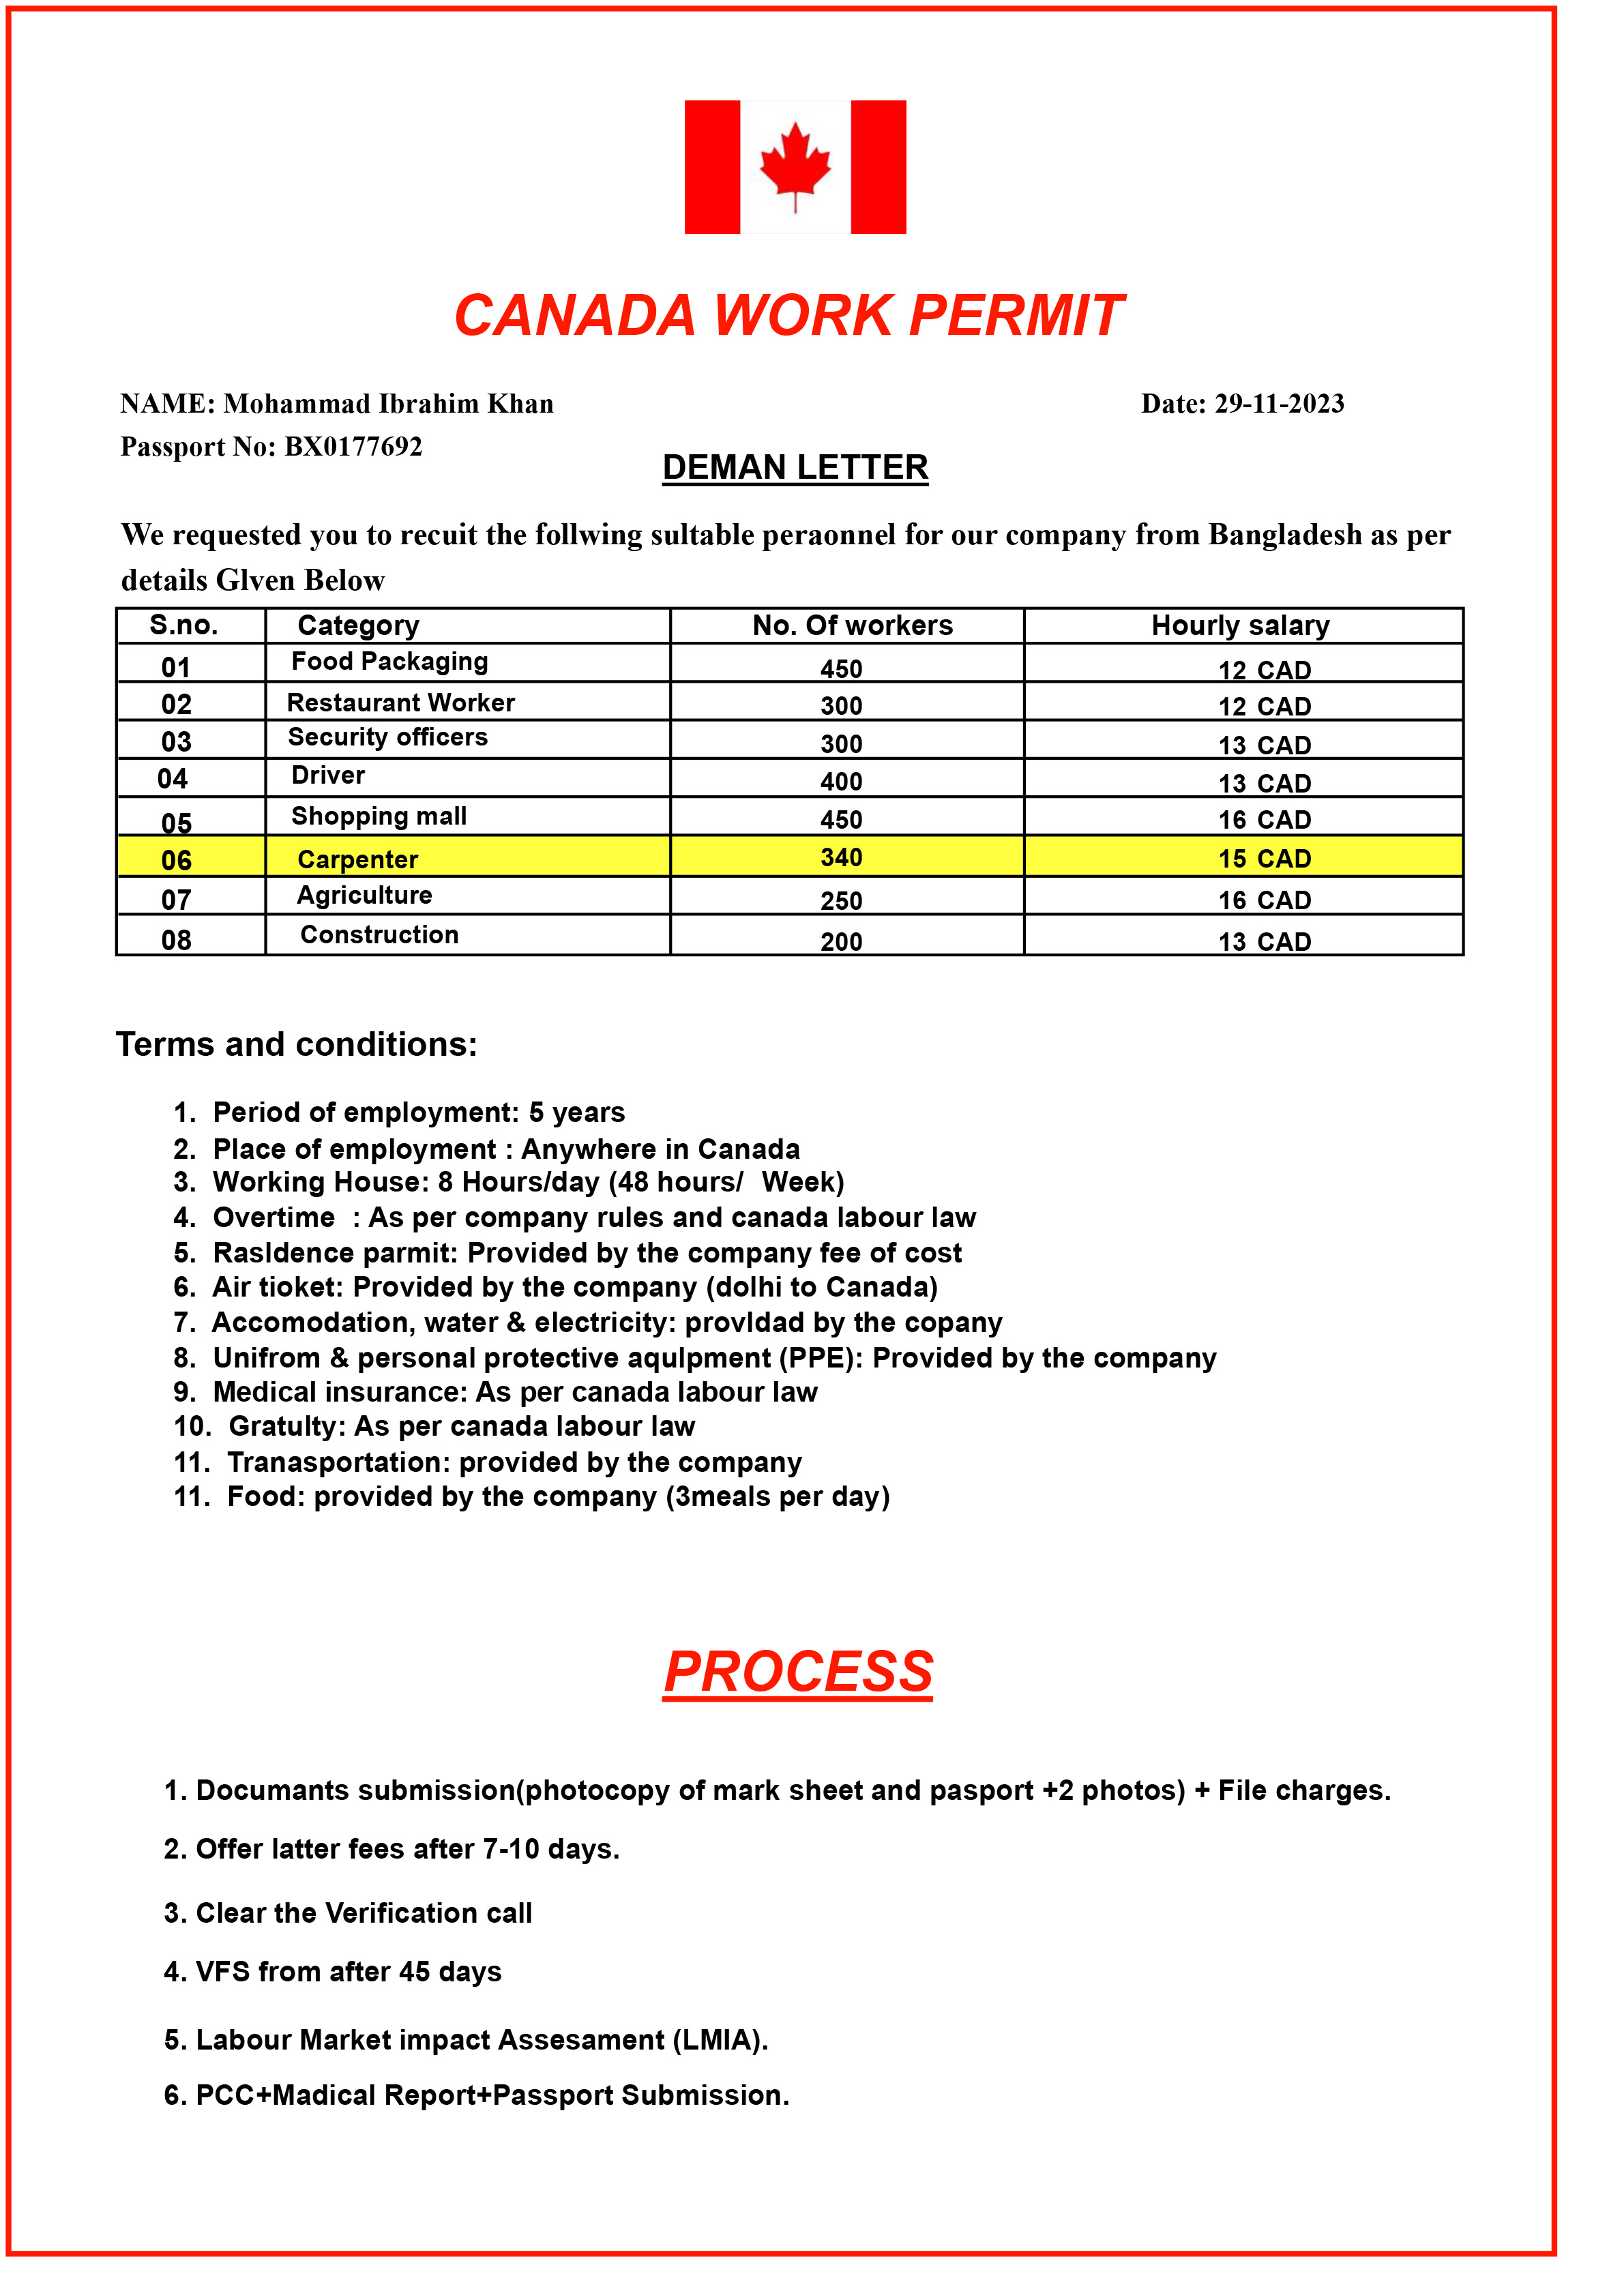 CANADA WORK PERMIT
NAME: Mohammad Ibrahim Khan Date: 29-11-2023
Passport No: BX0177692
DEMAN LETTER
We requested you to recuit the follwing sultable peraonnel for our company from Bangladesh as per
details Glven Below
S.no. Category No. Of workers Hourly salary
01 Food Packaging 450 12 CAD
02 Restaurant Worker 300 12 CAD
03 Security officers 300 13 CAD
04 Driver 400 13 CAD
05 Shopping mall 450 16 CAD
06 Carpenter 340 15 CAD
07 Agriculture 250 16 CAD
08 Construction 200 13 CAD
Terms and conditions:
1. Period of employment: 5 years
2. Place of employment : Anywhere in Canada
3. Working House: 8 Hours/day (48 hours/ Week)
4. Overtime : As per company rules and canada labour law
5. Rasldence parmit: Provided by the company fee of cost
6. Air tioket: Provided by the company (dolhi to Canada)
7. Accomodation, water & electricity: provldad by the copany
8. Unifrom & personal protective aqulpment (PPE): Provided by the company
9. Medical insurance: As per canada labour law
10. Gratulty: As per canada labour law
11. Tranasportation: provided by the company
11. Food: provided by the company (3meals per day)
PROCESS
1. Documants submission(photocopy of mark sheet and pasport +2 photos) + File charges.
2. Offer latter fees after 7-10 days.
3. Clear the Verification call
4. VFS from after 45 days
5. Labour Market impact Assesament (LMIA).
6. PCC+Madical Report+Passport Submission.